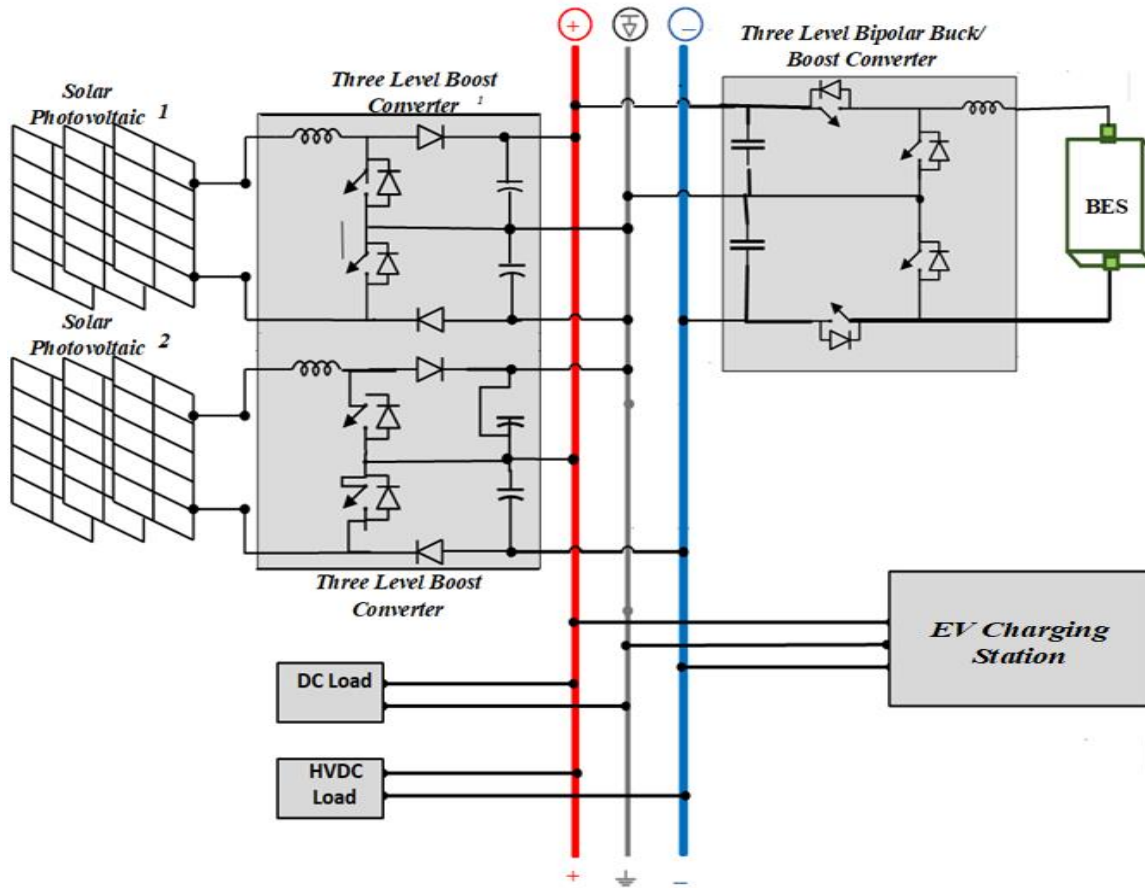 +
−
Three Level Bipolar Buck/
Boost Converter
Solar
Photovoltaic 1
Three Level Boost
Converter 1
BES
Solar
Photovoltaic 2
Three Level Boost
Converter
EV Charging
Station
DC Load
HVDC
Load
+
−